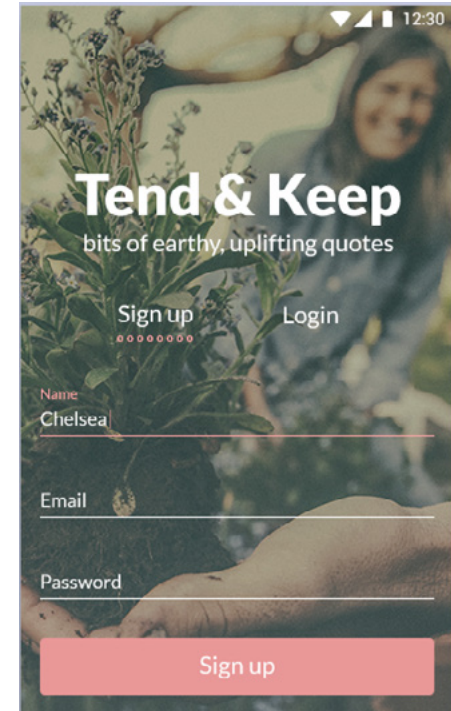 12:30
Tend & Keep
bits of earthy, uplifting quotes
Sign up Login
Name
Chelsea
Email
Password
Sign up